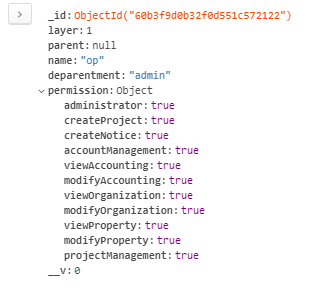 _id: ObjectId("60b3f9d0b32f0d551c572122")
layer: 1
parent: null
name: "op"
deparentment: "admin"
permission: Object
administrator: true
createProject: true
createNotice: true
accountManagement: true
viewAccounting: true
modifyAccounting: true
viewOrganization: true
modifyOrganization: true
viewProperty: true
modifyProperty: true
projectManagement: true
__v: 0